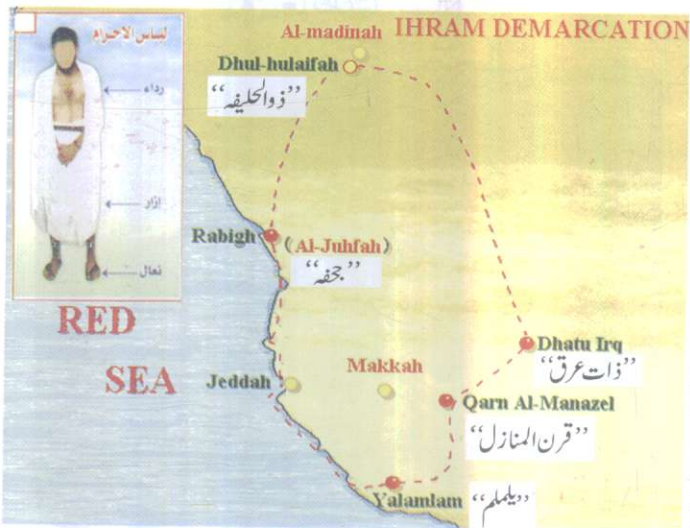 IHRAM DEMARCATION
لباس الاحرام
رداء
إزار
نعال
Al-madinah
Dhul-hulaifah
”ذوالحلیفہ“
Rabigh (Al-Juhfah)
”جحفہ“
RED
SEA
Jeddah
Makkah
Dhatu Irq
”ذات عرق“
Qarn Al-Manazel
”قرن المنازل“
Yalamlam ”یلملم“